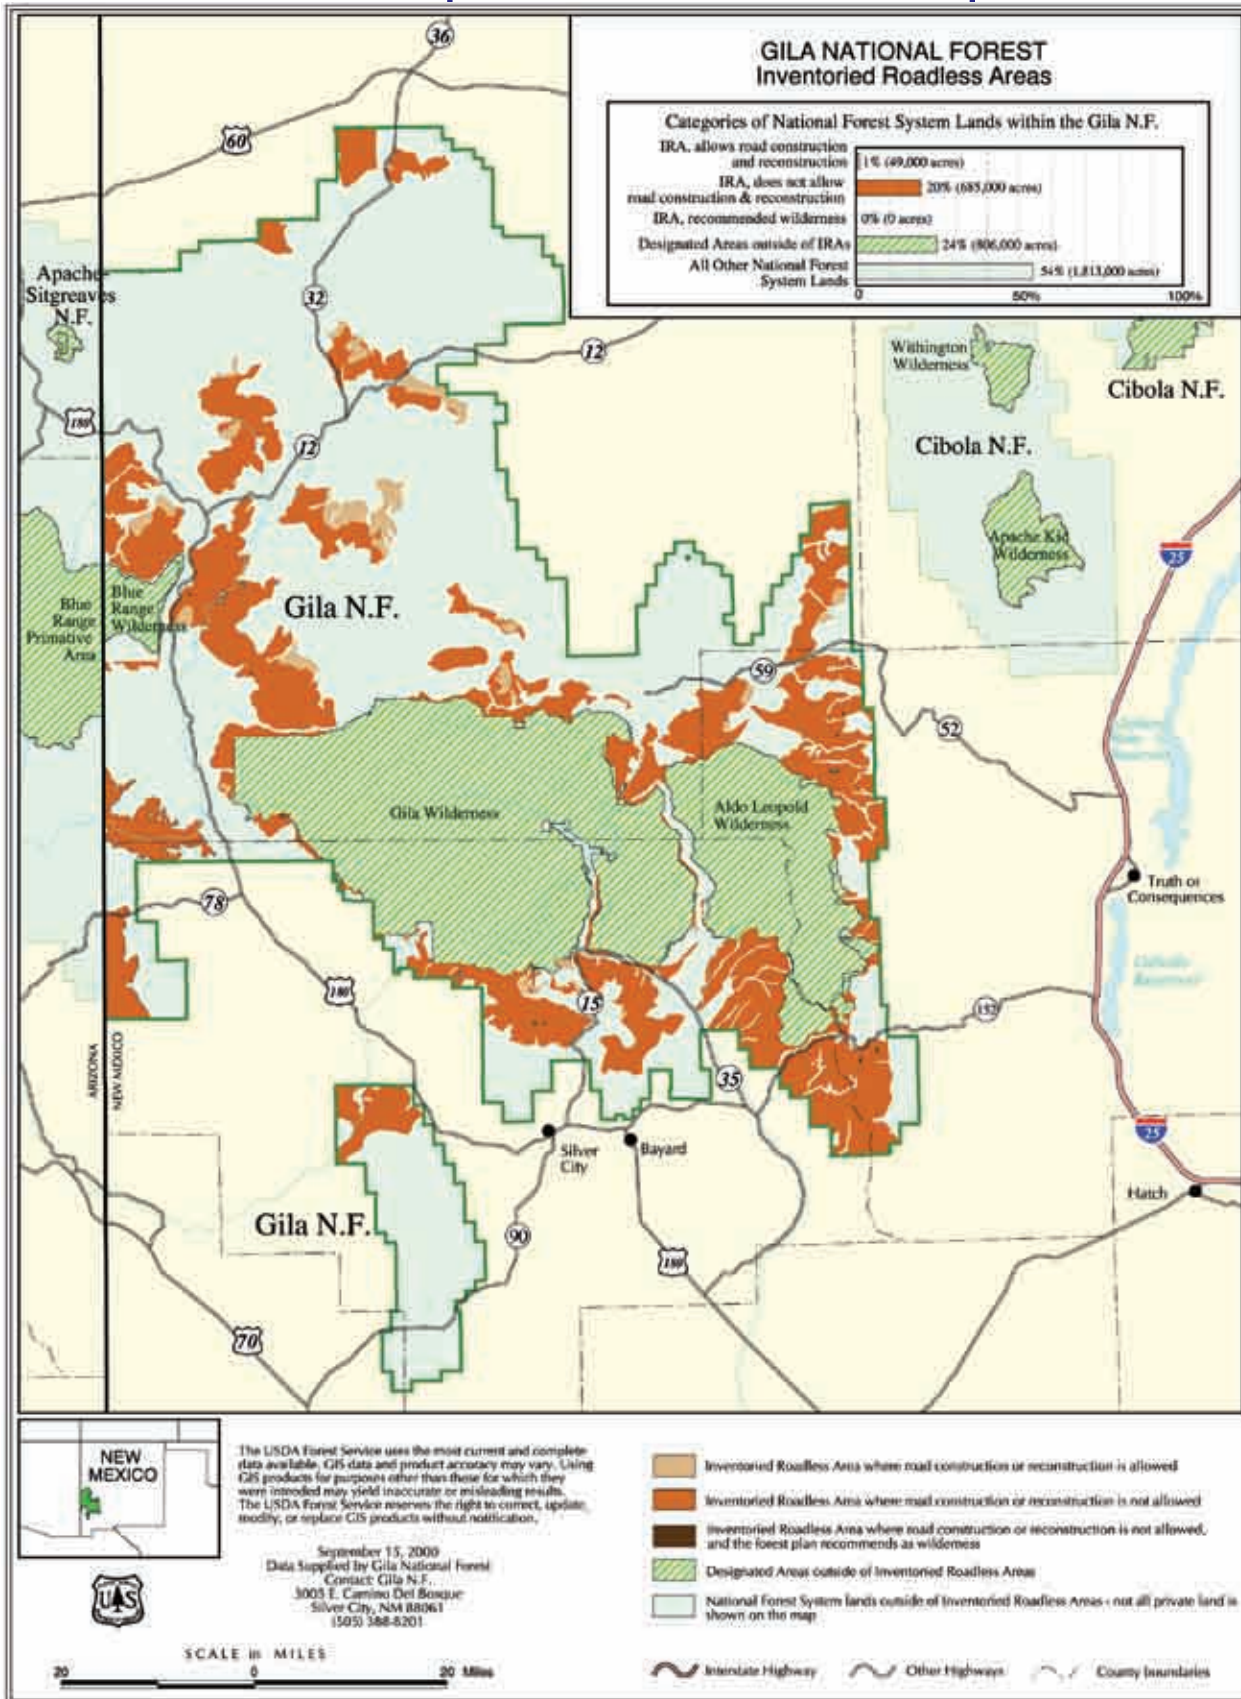 GILA NATIONAL FOREST
Inventoried Roadless Areas
Categories of National Forest System Lands within the Gila N.F.
IRA, allows road construction
and reconstruction
1% (49,000 acres)
IRA, does not allow
road construction & reconstruction
20% (685,000 acres)
IRA, recommended wilderness
0% (0 acres)
Designated Areas outside of IRAs
24% (806,000 acres)
All Other National Forest
System Lands
54% (1,813,000 acres)
0 50% 100%
36
60
Apache-
Sitgreaves
N.F.
32
12
Withington
Wilderness
Cibola N.F.
180
12
Cibola N.F.
Apache Kid
Wilderness
25
Blue
Range
Primative
Area
Blue
Range
Wilderness
Gila N.F.
59
52
Gila Wilderness
Aldo Leopold
Wilderness
78
Truth or
Consequences
180
15
152
Reservoir
ARIZONA
NEW MEXICO
35
25
Silver
City
Bayard
Hatch
Gila N.F.
90
180
70
NEW
MEXICO
The USDA Forest Service uses the most current and complete
data available. GIS data and product accuracy may vary. Using
GIS products for purposes other than those for which they
were intended may yield inaccurate or misleading results.
The USDA Forest Service reserves the right to correct, update,
modify, or replace GIS products without notification.
September 15, 2000
Data Supplied by Gila National Forest
Contact: Gila N.F.
3005 E. Camino Del Bosque
Silver City, NM 88061
(505) 388-8201
U S
SCALE in MILES
20 0 20 Miles
Inventoried Roadless Area where road construction or reconstruction is allowed
Inventoried Roadless Area where road construction or reconstruction is not allowed
Inventoried Roadless Area where road construction or reconstruction is not allowed,
and the forest plan recommends as wilderness
Designated Areas outside of Inventoried Roadless Areas
National Forest System lands outside of Inventoried Roadless Areas - not all private land is
shown on the map
Interstate Highway
Other Highways
County boundaries